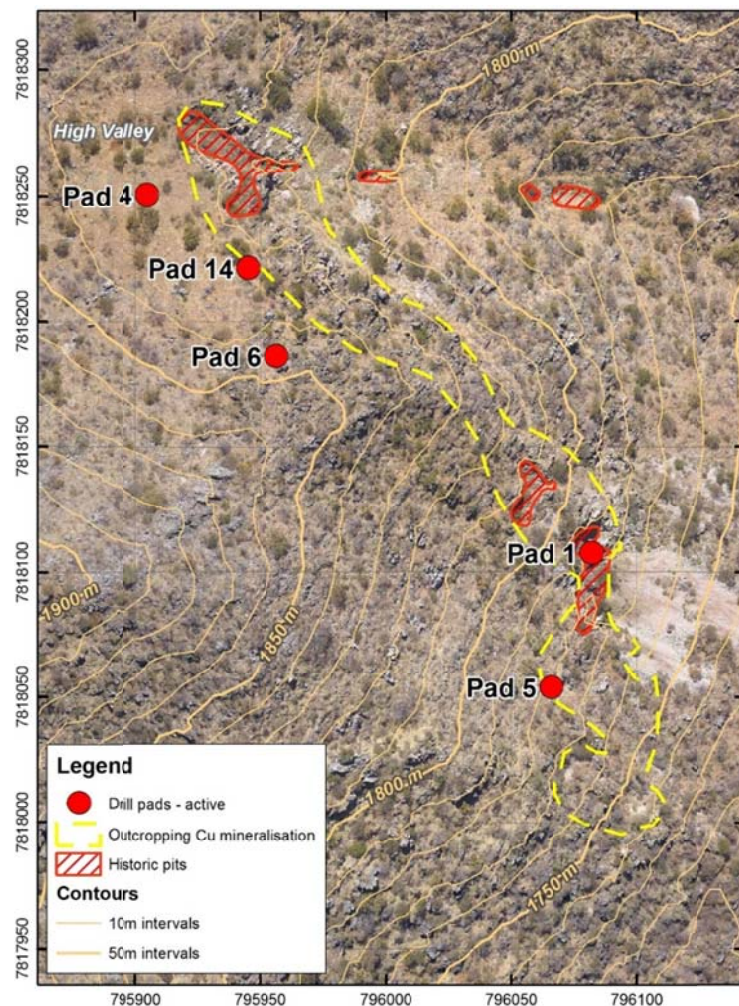 7818300
7818250
7818200
7818150
7818100
7818050
7818000
7817950
1800 m
High Valley
Pad 4
Pad 14
Pad 6
Pad 1
1900 m
1850 m
Pad 5
1800 m
1750 m
Legend
Drill pads - active
Outcropping Cu mineralisation
Historic pits
Contours
10m intervals
50m intervals
795900
795950
796000
796050
796100